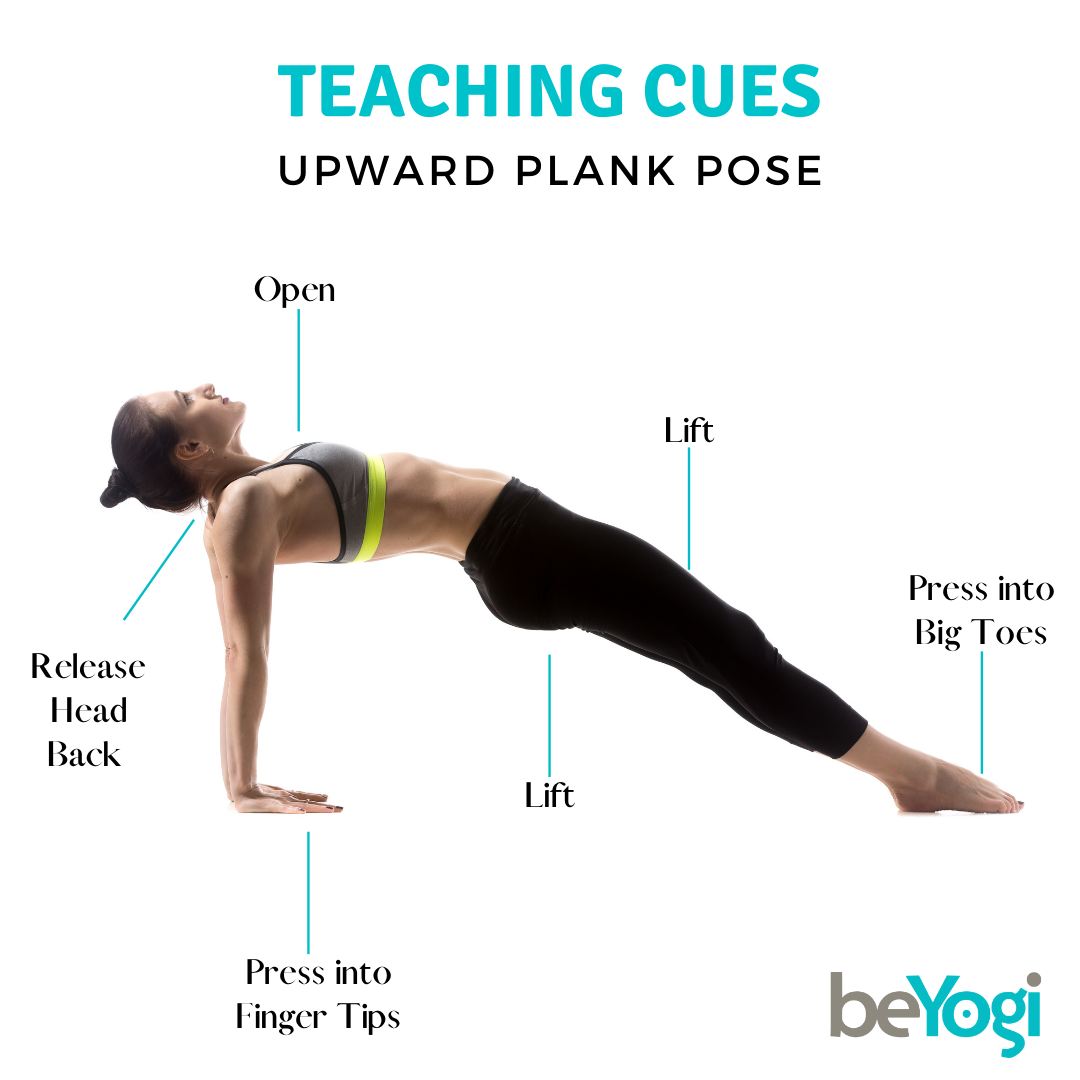 TEACHING CUES
UPWARD PLANK POSE
Open
Lift
Press into
Big Toes
Release
Head
Back
Lift
Press into
Finger Tips
beYogi